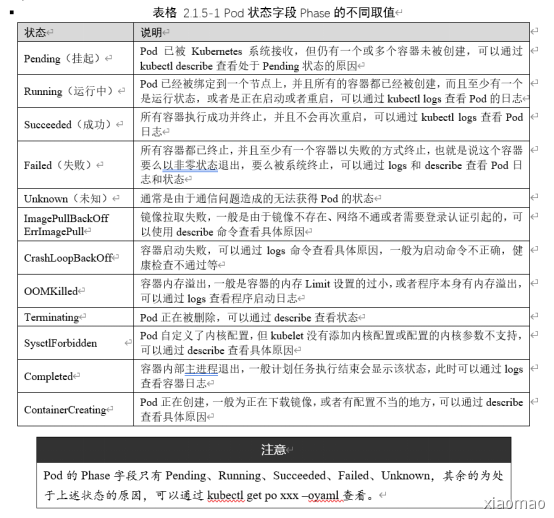 表格 2.1.5-1 Pod 状态字段 Phase 的不同取值
状态 说明
Pending（挂起） Pod 已被 Kubernetes 系统接收，但仍有一个或多个容器未被创建，可以通过
kubectl describe 查看处于 Pending 状态的原因
Running（运行中） Pod 已经被绑定到一个节点上，并且所有的容器都已经被创建，而且至少有一个
是运行状态，或者是正在启动或者重启，可以通过 kubectl logs 查看 Pod 的日志
Succeeded（成功） 所有容器执行成功并终止，并且不会再次重启，可以通过 kubectl logs 查看 Pod
日志
Failed（失败） 所有容器都已终止，并且至少有一个容器以失败的方式终止，也就是说这个容器
要么以非零状态退出，要么被系统终止，可以通过 logs 和 describe 查看 Pod 日
志和状态
Unknown（未知） 通常是由于通信问题造成的无法获得 Pod 的状态
ImagePullBackOff
ErrImagePull 镜像拉取失败，一般是由于镜像不存在、网络不通或者需要登录认证引起的，可
以使用 describe 命令查看具体原因
CrashLoopBackOff 容器启动失败，可以通过 logs 命令查看具体原因，一般为启动命令不正确，健
康检查不通过等
OOMKilled 容器内存溢出，一般是容器的内存 Limit 设置的过小，或者程序本身有内存溢出，
可以通过 logs 查看程序启动日志
Terminating Pod 正在被删除，可以通过 describe 查看状态
SysctlForbidden Pod 自定义了内核配置，但 kubelet 没有添加内核配置或配置的内核参数不支持，
可以通过 describe 查看具体原因
Completed 容器内部主进程退出，一般计划任务执行结束会显示该状态，此时可以通过 logs
查看容器日志
ContainerCreating Pod 正在创建，一般为正在下载镜像，或者有配置不当的地方，可以通过 describe
查看具体原因
注意
Pod 的 Phase 字段只有 Pending、Running、Succeeded、Failed、Unknown，其余的为处
于上述状态的原因，可以通过 kubectl get po xxx –oyaml 查看。
xiaomao